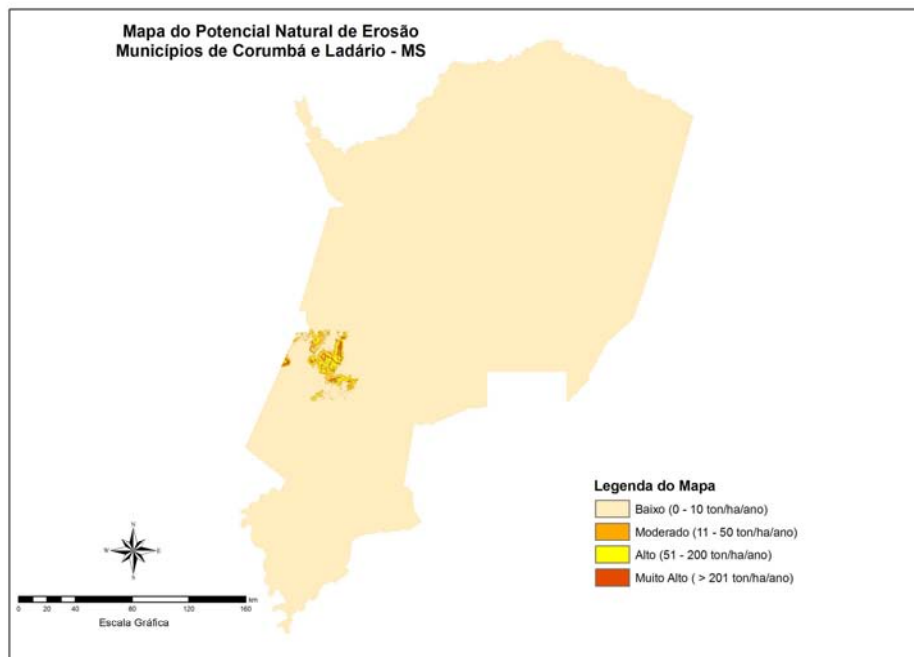 Mapa do Potencial Natural de Erosão
Municípios de Corumbá e Ladário - MS
Legenda do Mapa
Baixo (0 - 10 ton/ha/ano)
Moderado (11 - 50 ton/ha/ano)
Alto (51 - 200 ton/ha/ano)
Muito Alto ( > 201 ton/ha/ano)
N
W E
S
km
0 20 40 80 120 160
Escala Gráfica